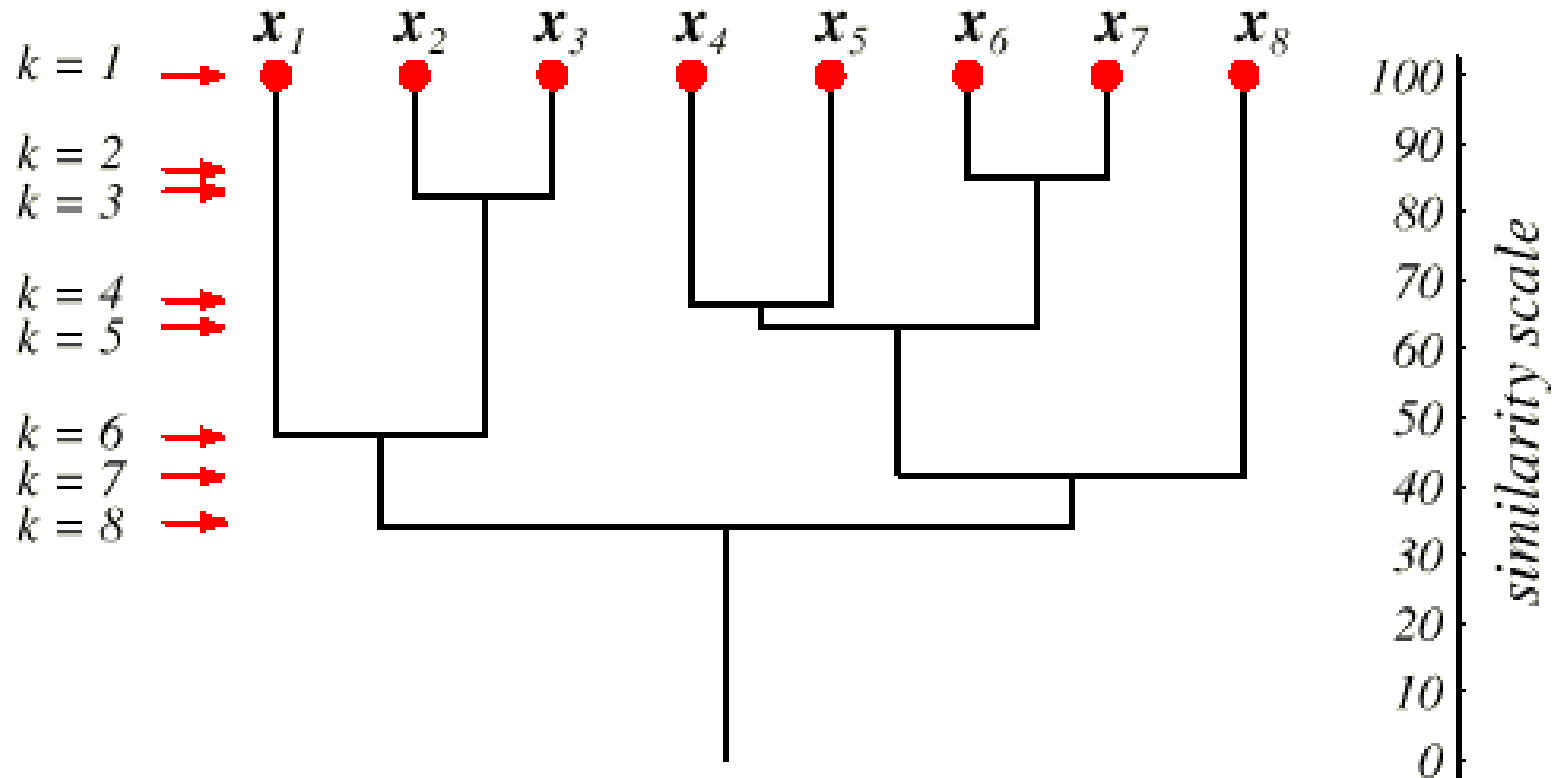 x1 x2 x3 x4 x5 x6 x7 x8
k = 1
k = 2
k = 3
k = 4
k = 5
k = 6
k = 7
k = 8
100
90
80
70
60
50
40
30
20
10
0
similarity scale